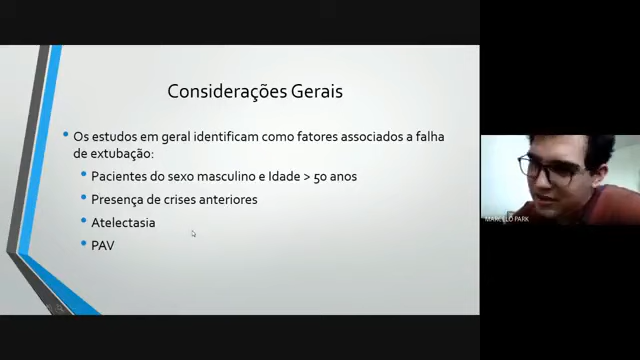 Considerações Gerais
Os estudos em geral identificam como fatores associados a falha
de extubação:
Pacientes do sexo masculino e Idade > 50 anos
Presença de crises anteriores
Atelectasia
PAV
MARCELO PARK